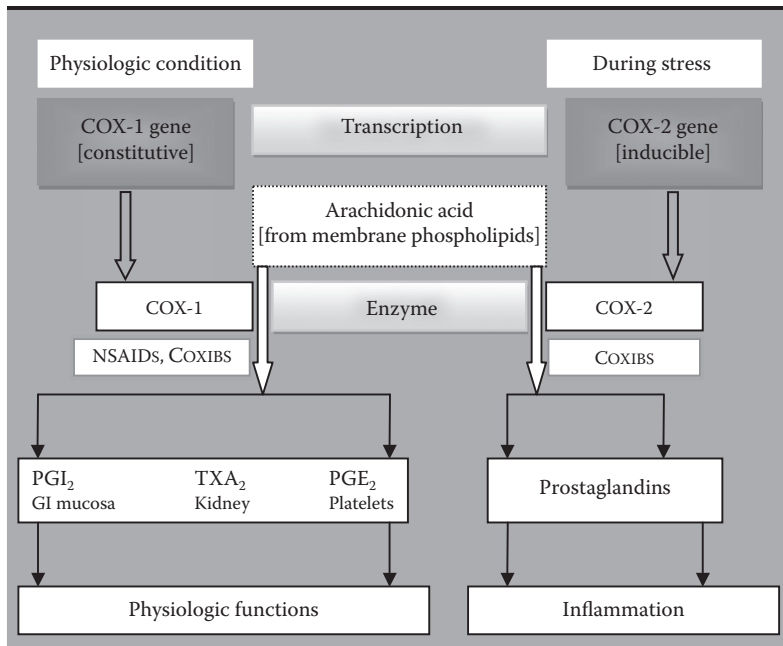 Physiologic condition
During stress
COX-1 gene
[constitutive]
Transcription
COX-2 gene
[inducible]
Arachidonic acid
[from membrane phospholipids]
COX-1
Enzyme
COX-2
NSAIDs, COXIBS
COXIBS
PGI₂
GI mucosa
TXA₂
Kidney
PGE₂
Platelets
Prostaglandins
Physiologic functions
Inflammation